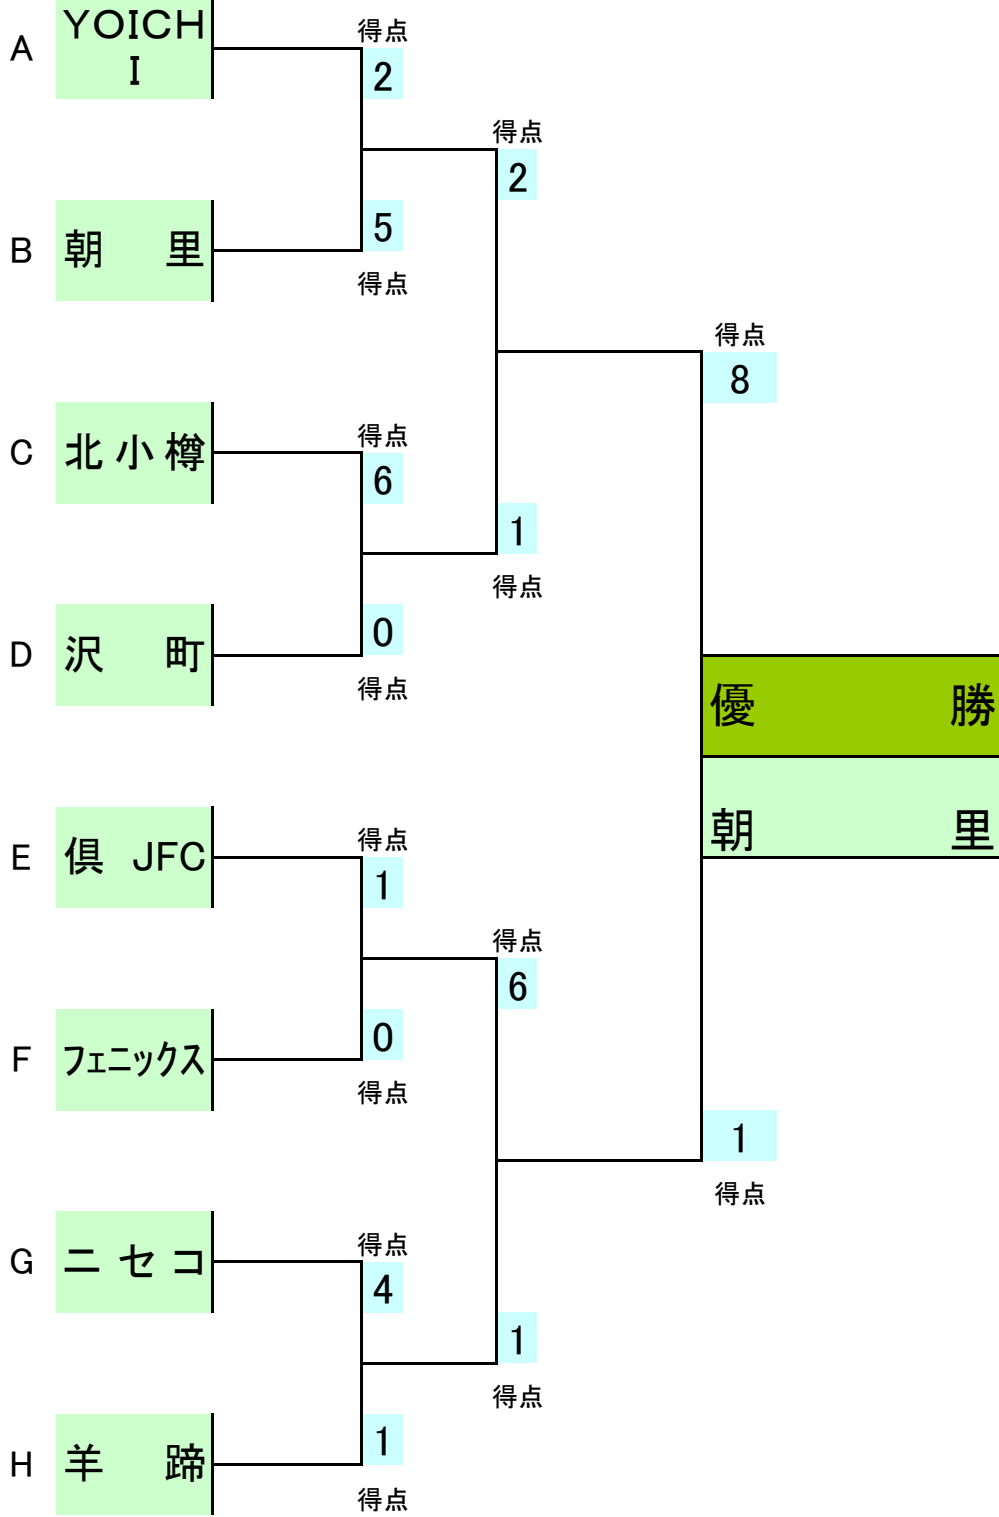 A
YOICH
I
得点
2
得点
2
B
朝 里
5
得点
得点
8
C
北小樽
得点
6
1
得点
D
沢 町
0
得点
優 勝
朝 里
E
倶 JFC
得点
1
得点
6
F
フェニックス
0
得点
1
得点
G
ニセコ
得点
4
1
得点
H
羊 蹄
1
得点